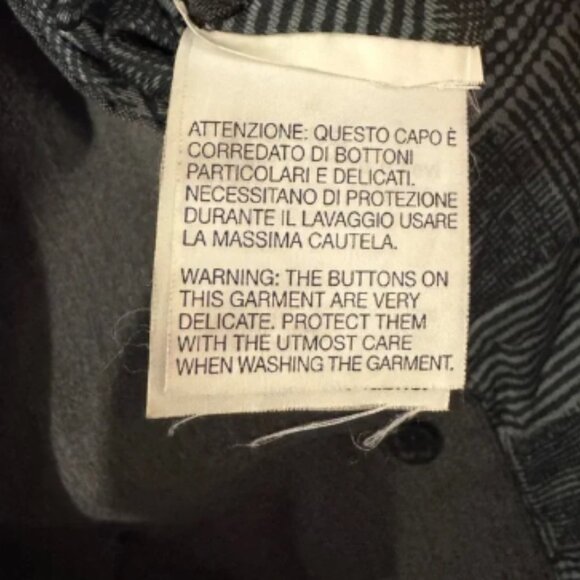 ATTENZIONE: QUESTO CAPO È
CORREDATO DI BOTTONI
PARTICOLARI E DELICATI.
NECESSITANO DI PROTEZIONE
DURANTE IL LAVAGGIO USARE
LA MASSIMA CAUTELA.
WARNING: THE BUTTONS ON
THIS GARMENT ARE VERY
DELICATE. PROTECT THEM
WITH THE UTMOST CARE
WHEN WASHING THE GARMENT.